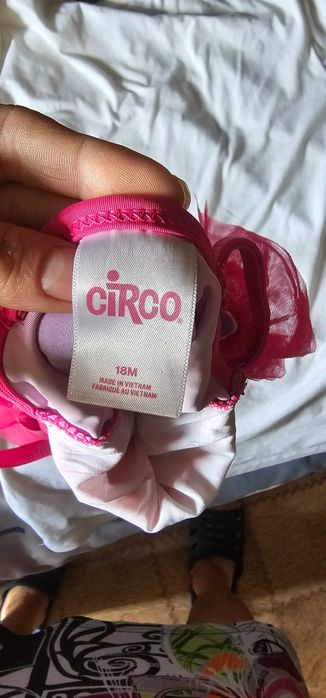 CiRCO
18M
MADE IN VIETNAM
FABRIQUÉ AU VIETNAM